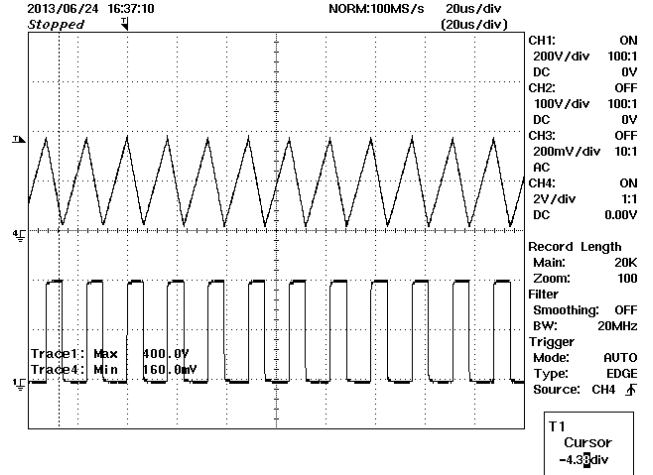 2013/06/24 16:37:10 NORM:100MS/s 20us/div
Stopped (20us/div)
CH1: ON
200V/div 100:1
DC 0V
CH2: OFF
100V/div 100:1
DC 0V
CH3: OFF
200mV/div 10:1
AC
CH4: ON
2V/div 1:1
DC 0.00V
Record Length
Main: 20K
Zoom: 100
Filter
Smoothing: OFF
BW: 20MHz
Trigger
Mode: AUTO
Type: EDGE
Source: CH4
Trace1: Max 400.0V
Trace4: Min 160.0mV
T1
Cursor
div